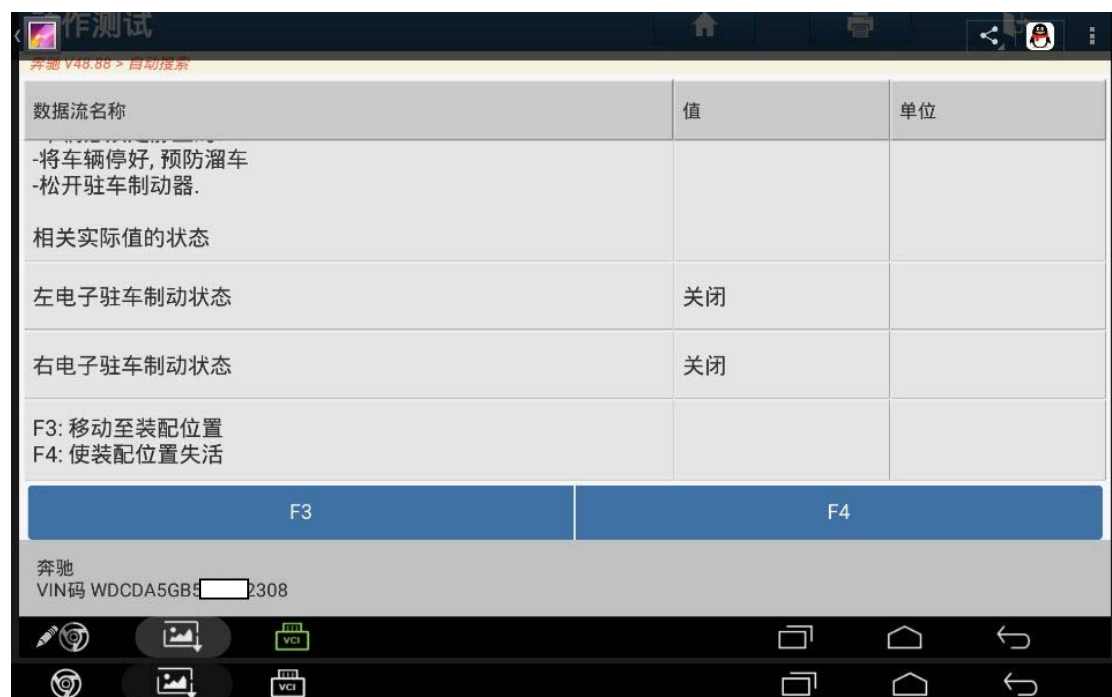 动作测试
奔驰 V48.88 > 自动搜索
数据流名称 值 单位
-将车辆停好, 预防溜车
-松开驻车制动器.
相关实际值的状态
左电子驻车制动状态 关闭
右电子驻车制动状态 关闭
F3: 移动至装配位置
F4: 使装配位置失活
F3 F4
奔驰
VIN码 WDCDA5GB5 2308
VCI
VCI